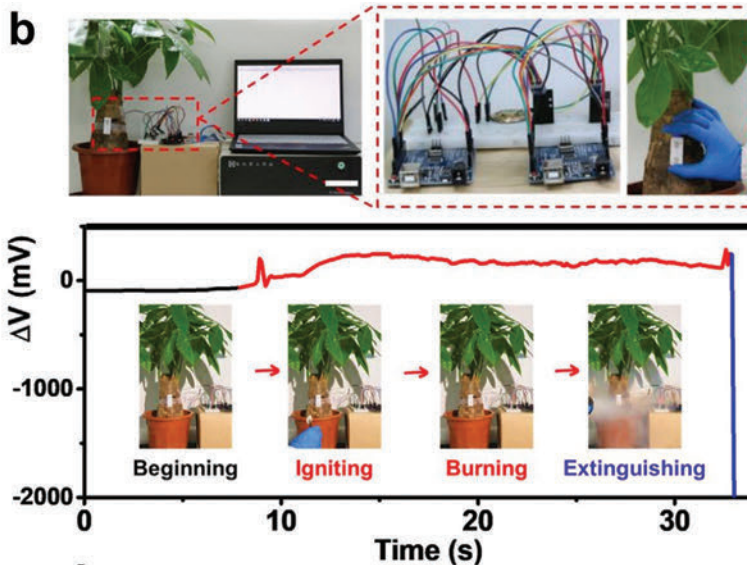 b
ΔV (mV)
0
-1000
-2000
Beginning
Igniting
Burning
Extinguishing
0
10
20
30
Time (s)